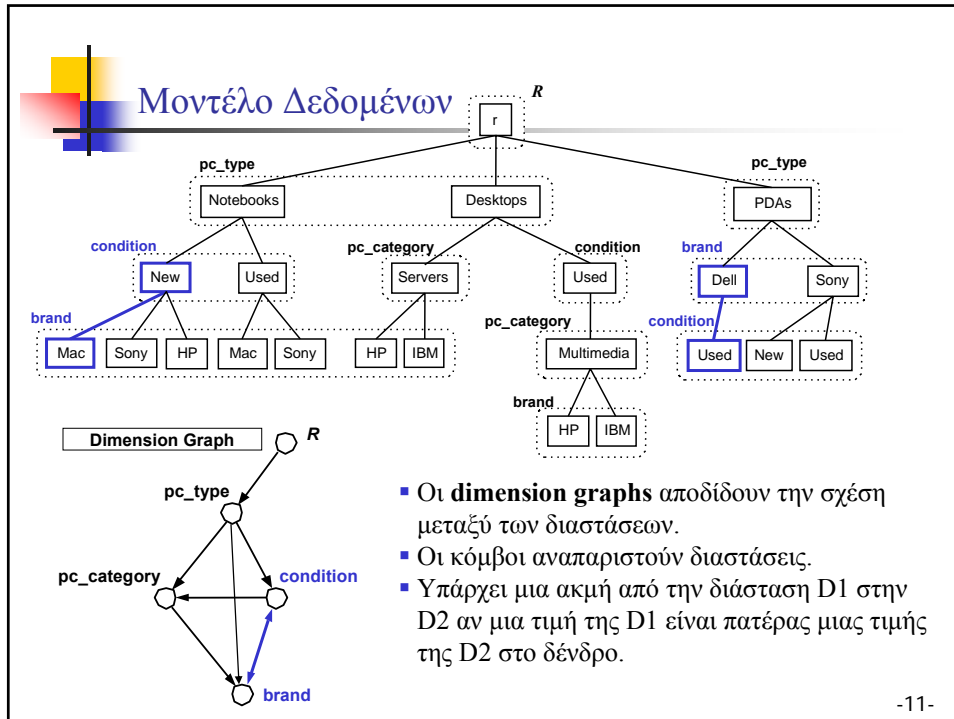 Μοντέλο Δεδομένων
R
r
pc_type
pc_type
Notebooks
Desktops
PDAs
condition
pc_category
condition
brand
New
Used
Servers
Used
Dell
Sony
brand
pc_category
condition
Mac
Sony
HP
Mac
Sony
HP
IBM
Multimedia
Used
New
Used
brand
HP
IBM
Dimension Graph
R
pc_type
pc_category
condition
brand
▪ Οι dimension graphs αποδίδουν την σχέση
μεταξύ των διαστάσεων.
▪ Οι κόμβοι αναπαριστούν διαστάσεις.
▪ Υπάρχει μια ακμή από την διάσταση D1 στην
D2 αν μια τιμή της D1 είναι πατέρας μιας τιμής
της D2 στο δένδρο.
-11-